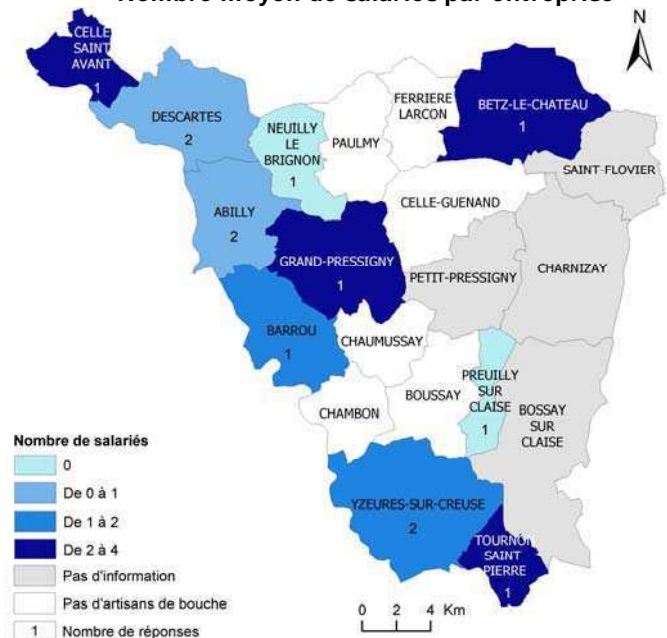 Nombre moyen de salariés par entreprise
N
CELLE
SAINT
AVANT
1
DESCARTES
2
NEUILLY
LE
BRIGNON
1
PAULMY
FERRIERE
LARCON
BETZ-LE-CHATEAU
1
SAINT-FLOVIER
ABILLY
2
CELLE-GUENAND
GRAND-PRESSIGNY
1
PETIT-PRESSIGNY
CHARNIZAY
BARROU
1
CHAUMUSSAY
CHAMBON
BOUSSAY
PREUILLY
SUR
CLAISE
1
BOSSAY
SUR
CLAISE
YZEURES-SUR-CREUSE
2
TOURNON
SAINT
PIERRE
1
Nombre de salariés
0
De 0 à 1
De 1 à 2
De 2 à 4
Pas d'information
Pas d'artisans de bouche
1 Nombre de réponses
0 2 4 Km